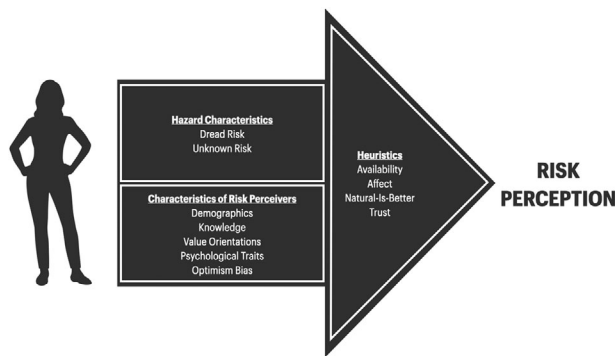 Hazard Characteristics
Dread Risk
Unknown Risk
Characteristics of Risk Perceivers
Demographics
Knowledge
Value Orientations
Psychological Traits
Optimism Bias
Heuristics
Availability
Affect
Natural-Is-Better
Trust
RISK
PERCEPTION